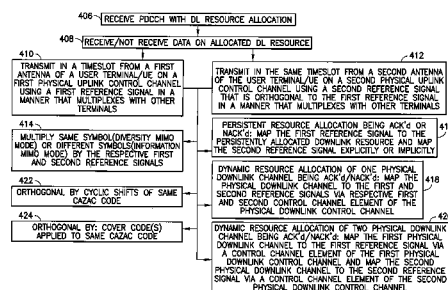 406
RECEIVE PDCCH WITH DL RESOURCE ALLOCATION
408
RECEIVE/NOT RECEIVE DATA ON ALLOCATED DL RESOURCE
410
TRANSMIT IN A TIMESLOT FROM A FIRST
ANTENNA OF A USER TERMINAL/UE ON A
FIRST PHYSICAL UPLINK CONTROL CHANNEL
USING A FIRST REFERENCE SIGNAL IN A
MANNER THAT MULTIPLEXES WITH OTHER
TERMINALS
412
TRANSMIT IN THE SAME TIMESLOT FROM A SECOND ANTENNA
OF THE USER TERMINAL/UE ON A SECOND PHYSICAL UPLINK
CONTROL CHANNEL USING A SECOND REFERENCE SIGNAL
THAT IS ORTHOGONAL TO THE FIRST REFERENCE SIGNAL
IN A MANNER THAT MULTIPLEXES WITH OTHER TERMINALS
414
MULTIPLY SAME SYMBOL(DIVERSITY MIMO
MODE) OR DIFFERENT SYMBOLS(INFORMATION
MIMO MODE) BY THE RESPECTIVE FIRST
AND SECOND REFERENCE SIGNALS
41
PERSISTENT RESOURCE ALLOCATION BEING ACK'd OR
NACK'd: MAP THE FIRST REFERENCE SIGNAL TO THE
PERSISTENTLY ALLOCATED DOWNLINK RESOURCE AND MAP
THE SECOND REFERENCE SIGNAL EXPLICITLY OR IMPLICITLY
418
DYNAMIC RESOURCE ALLOCATION OF ONE PHYSICAL
DOWNLINK CHANNEL BEING ACK'd/NACK'd: MAP THE
PHYSICAL DOWNLINK CHANNEL TO THE FIRST AND
SECOND REFERENCE SIGNALS VIA RESPECTIVE FIRST
AND SECOND CONTROL CHANNEL ELEMENT OF THE
PHYSICAL DOWNLINK CONTROL CHANNEL
422
ORTHOGONAL BY CYCLIC SHIFTS OF SAME
CAZAC CODE
424
ORTHOGONAL BY: COVER CODE(S)
APPLIED TO SAME CAZAC CODE
42
DYNAMIC RESOURCE ALLOCATION OF TWO PHYSICAL DOWNLINK
CHANNEL BEING ACK'd/NACK'd: MAP THE FIRST PHYSICAL
DOWNLINK CHANNEL TO THE FIRST REFERENCE SIGNAL VIA
A CONTROL CHANNEL ELEMENT OF THE FIRST PHYSICAL
DOWNLINK CONTROL CHANNEL AND MAP THE SECOND
PHYSICAL DOWNLINK CHANNEL TO THE SECOND REFERENCE
SIGNAL VIA A CONTROL CHANNEL ELEMENT OF THE SECOND
PHYSICAL DOWNLINK CONTROL CHANNEL